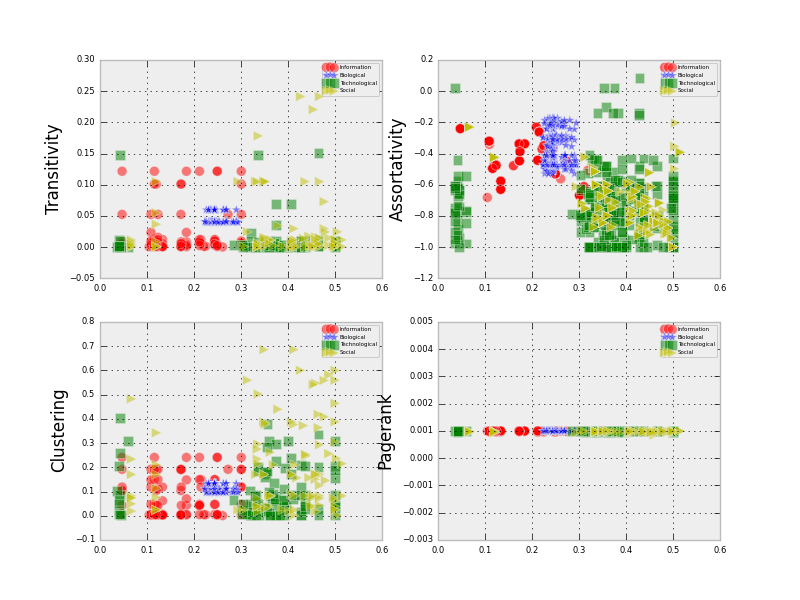 0.30
0.25
0.20
0.15
0.10
0.05
0.00
−0.05
0.0 0.1 0.2 0.3 0.4 0.5 0.6
Transitivity
Information
Biological
Technological
Social
0.2
0.0
−0.2
−0.4
−0.6
−0.8
−1.0
−1.2
0.0 0.1 0.2 0.3 0.4 0.5 0.6
Assortativity
Information
Biological
Technological
Social
0.8
0.7
0.6
0.5
0.4
0.3
0.2
0.1
0.0
−0.1
0.0 0.1 0.2 0.3 0.4 0.5 0.6
Clustering
Information
Biological
Technological
Social
0.005
0.004
0.003
0.002
0.001
0.000
−0.001
−0.002
−0.003
0.0 0.1 0.2 0.3 0.4 0.5 0.6
Pagerank
Information
Biological
Technological
Social